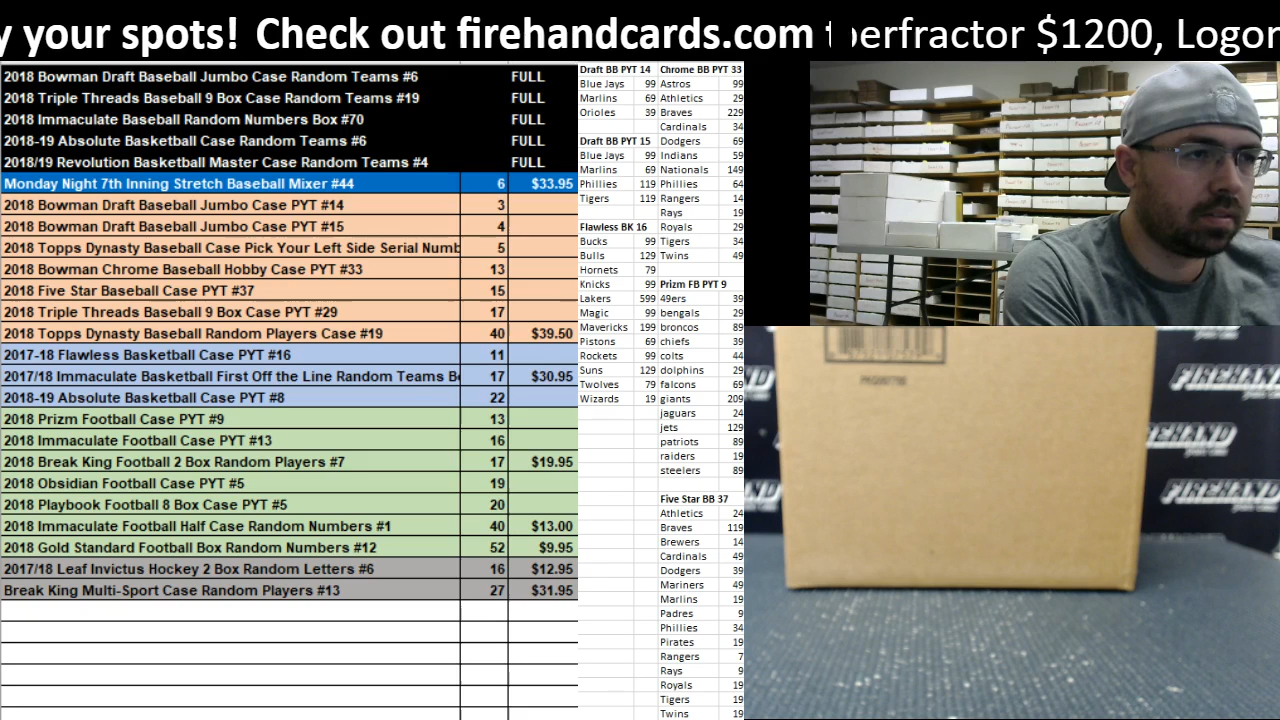 y your spots! Check out firehandcards.com
perfractor $1200, Logor
2018 Bowman Draft Baseball Jumbo Case Random Teams #6 FULL
2018 Triple Threads Baseball 9 Box Case Random Teams #19 FULL
2018 Immaculate Baseball Random Numbers Box #70 FULL
2018-19 Absolute Basketball Random Teams #6 FULL
2018/19 Revolution Basketball Master Case Random Teams #4 FULL
Monday Night 7th Inning Stretch Baseball Mixer #44 6 $33.95
2018 Bowman Draft Baseball Jumbo Case PYT #14 3
2018 Bowman Draft Baseball Jumbo Case PYT #15 4
2018 Topps Dynasty Baseball Case Pick Your Left Side Serial Numb 5
2018 Bowman Chrome Baseball Hobby Case PYT #33 13
2018 Five Star Baseball Case PYT #37 15
2018 Triple Threads Baseball 9 Box Case PYT #29 17
2018 Topps Dynasty Baseball Random Players Case #19 40 $39.50
2017-18 Flawless Basketball Case PYT #16 11
2017/18 Immaculate Basketball First Off the Line Random Teams Bo 17 $30.95
2018-19 Absolute Basketball Case PYT #8 22
2018 Prizm Football Case PYT #9 13
2018 Immaculate Football Case PYT #13 16
2018 Break King Football 2 Box Random Players #7 17 $19.95
2018 Obsidian Football Case PYT #5 19
2018 Playbook Football 8 Box Case PYT #5 20
2018 Immaculate Football Half Case Random Numbers #1 40 $13.00
2018 Gold Standard Football Box Random Numbers #12 52 $9.95
2017/18 Leaf Invictus Hockey 2 Box Random Letters #6 16 $12.95
Break King Multi-Sport Case Random Players #13 27 $31.95
Draft BB PYT 14
Blue Jays 99
Marlins 69
Orioles 39
Draft BB PYT 15
Blue Jays 99
Marlins 69
Phillies 119
Tigers 119
Flawless BK 16
Bucks 99
Bulls 129
Hornets 79
Knicks 99
Lakers 599
Magic 99
Mavericks 199
Pistons 69
Rockets 99
Suns 129
Twolves 79
Wizards 19
Chrome BB PYT 33
Astros 99
Athletics 29
Braves 229
Cardinals 34
Dodgers 69
Indians 59
Nationals 149
Phillies 64
Rangers 14
Rays 19
Royals 29
Tigers 34
Twins 49
Prizm FB PYT 9
49ers 39
bengals 29
broncos 89
chiefs 39
colts 44
dolphins 29
falcons 69
giants 209
jaguars 24
jets 129
patriots 89
raiders 19
steelers 89
Five Star BB 37
Athletics 24
Braves 119
Brewers 14
Cardinals 49
Dodgers 39
Mariners 49
Marlins 19
Padres 9
Phillies 34
Pirates 19
Rangers 7
Rays 9
Royals 19
Tigers 19
Twins 19
FIREHAND
FIREHAND
FIREHAND